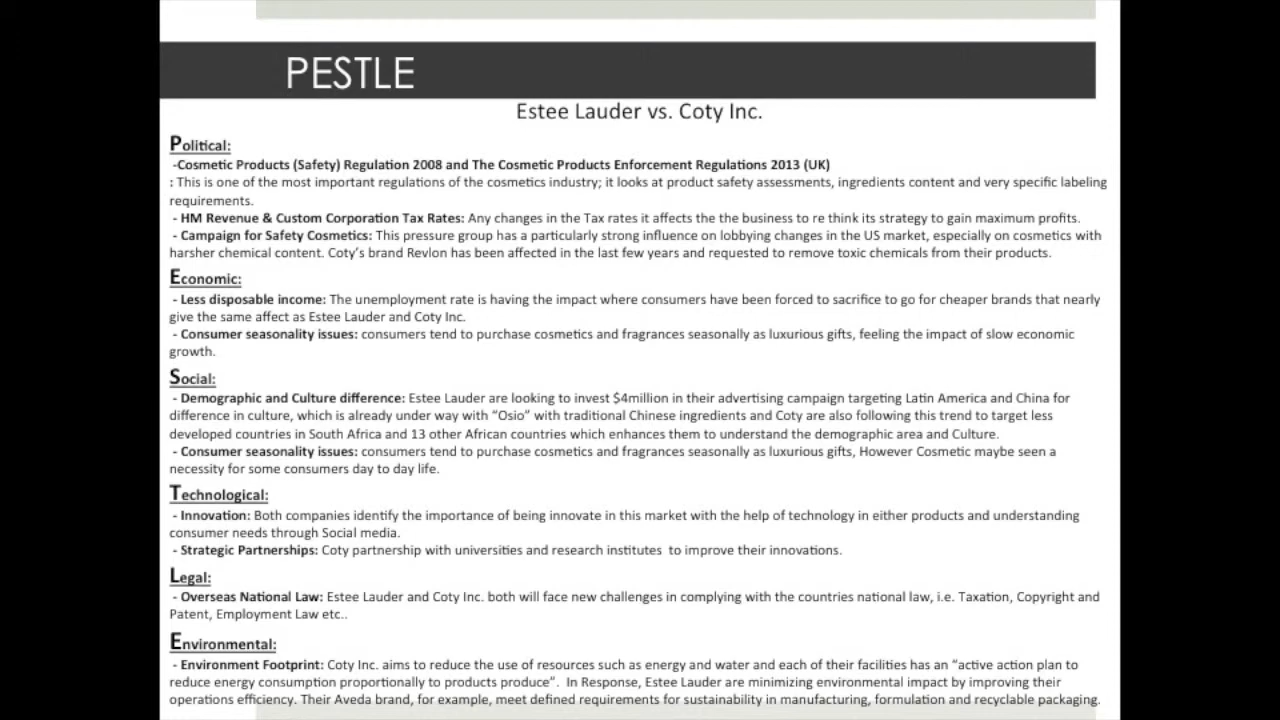 PESTLE
Estee Lauder vs. Coty Inc.
Political:
-Cosmetic Products (Safety) Regulation 2008 and The Cosmetic Products Enforcement Regulations 2013 (UK)
: This is one of the most important regulations of the cosmetics industry; it looks at product safety assessments, ingredients content and very specific labeling
requirements.
- HM Revenue & Custom Corporation Tax Rates: Any changes in the Tax rates it affects the the business to re think its strategy to gain maximum profits.
- Campaign for Safety Cosmetics: This pressure group has a particularly strong influence on lobbying changes in the US market, especially on cosmetics with
harsher chemical content. Coty's brand Revlon has been affected in the last few years and requested to remove toxic chemicals from their products.
Economic:
- Less disposable income: The unemployment rate is having the impact where consumers have been forced to sacrifice to go for cheaper brands that nearly
give the same affect as Estee Lauder and Coty Inc.
- Consumer seasonality issues: consumers tend to purchase cosmetics and fragrances seasonally as luxurious gifts, feeling the impact of slow economic
growth.
Social:
- Demographic and Culture difference: Estee Lauder are looking to invest $4million in their advertising campaign targeting Latin America and China for
difference in culture, which is already under way with “Osio” with traditional Chinese ingredients and Coty are also following this trend to target less
developed countries in South Africa and 13 other African countries which enhances them to understand the demographic area and Culture.
- Consumer seasonality issues: consumers tend to purchase cosmetics and fragrances seasonally as luxurious gifts, However Cosmetic maybe seen a
necessity for some consumers day to day life.
Technological:
- Innovation: Both companies identify the importance of being innovate in this market with the help of technology in either products and understanding
consumer needs through Social media.
- Strategic Partnerships: Coty partnership with universities and research institutes to improve their innovations.
Legal:
- Overseas National Law: Estee Lauder and Coty Inc. both will face new challenges in complying with the countries national law, i.e. Taxation, Copyright and
Patent, Employment Law etc..
Environmental:
- Environment Footprint: Coty Inc. aims to reduce the use of resources such as energy and water and each of their facilities has an “active action plan to
reduce energy consumption proportionally to products produce”. In Response, Estee Lauder are minimizing environmental impact by improving their
operations efficiency. Their Aveda brand, for example, meet defined requirements for sustainability in manufacturing, formulation and recyclable packaging.